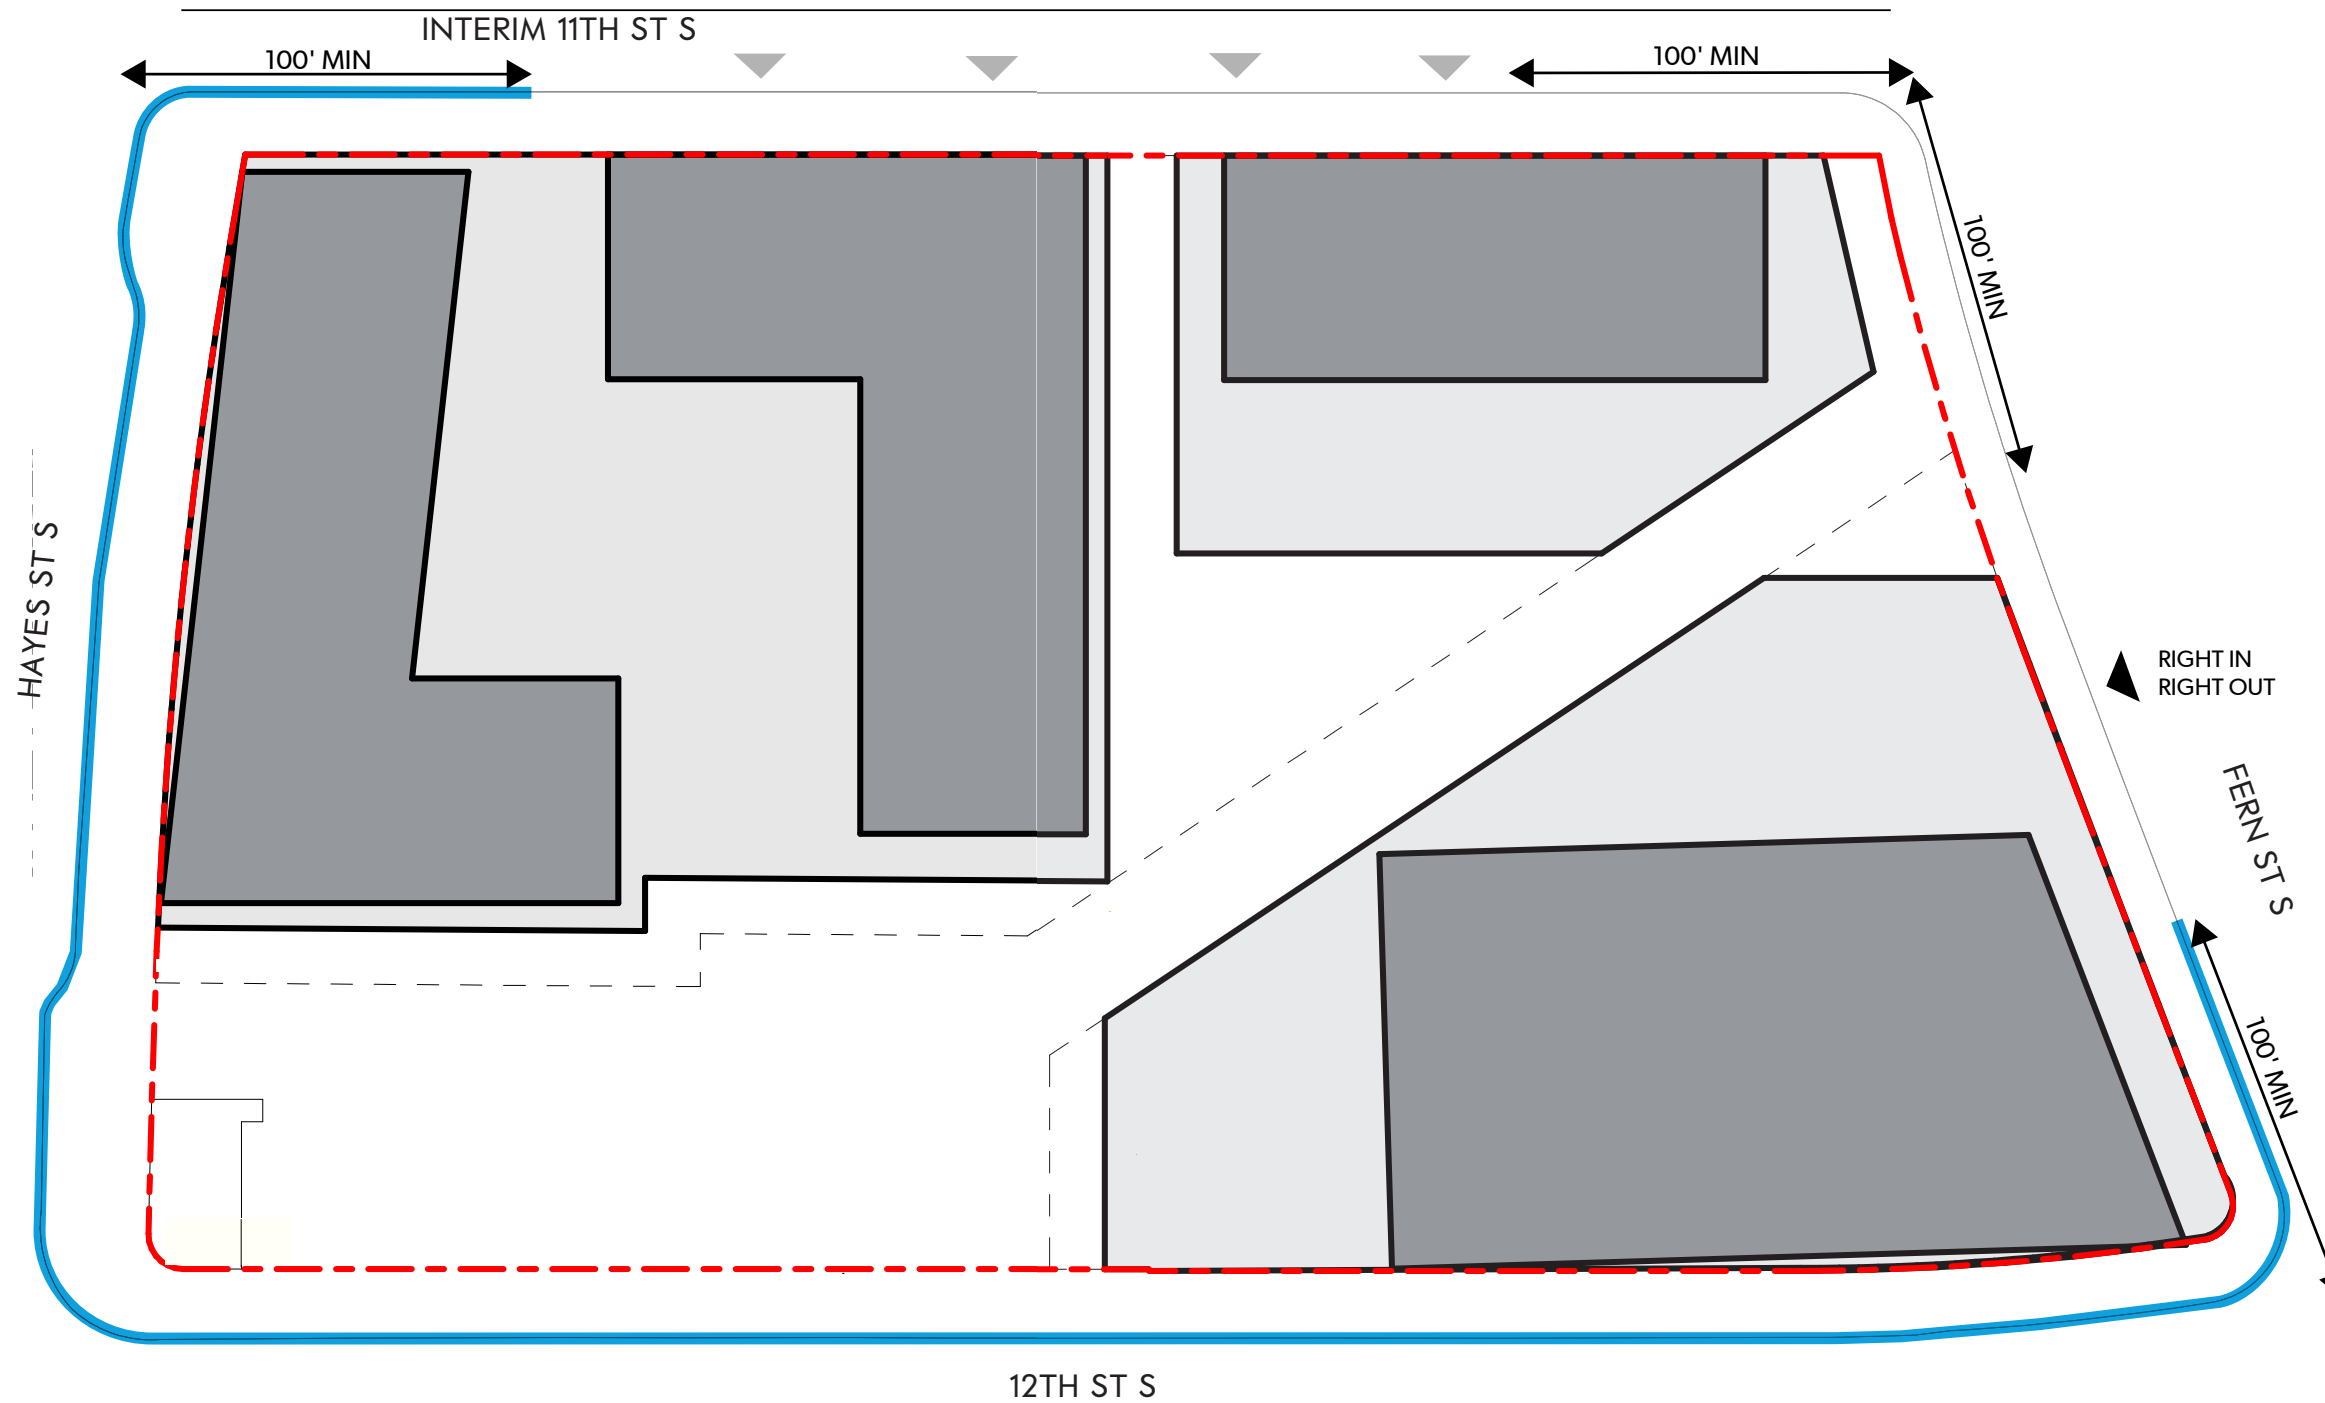 INTERIM 11TH ST S
100' MIN
100' MIN
100' MIN
HAYES ST S
RIGHT IN
RIGHT OUT
FERN ST S
100' MIN
12TH ST S